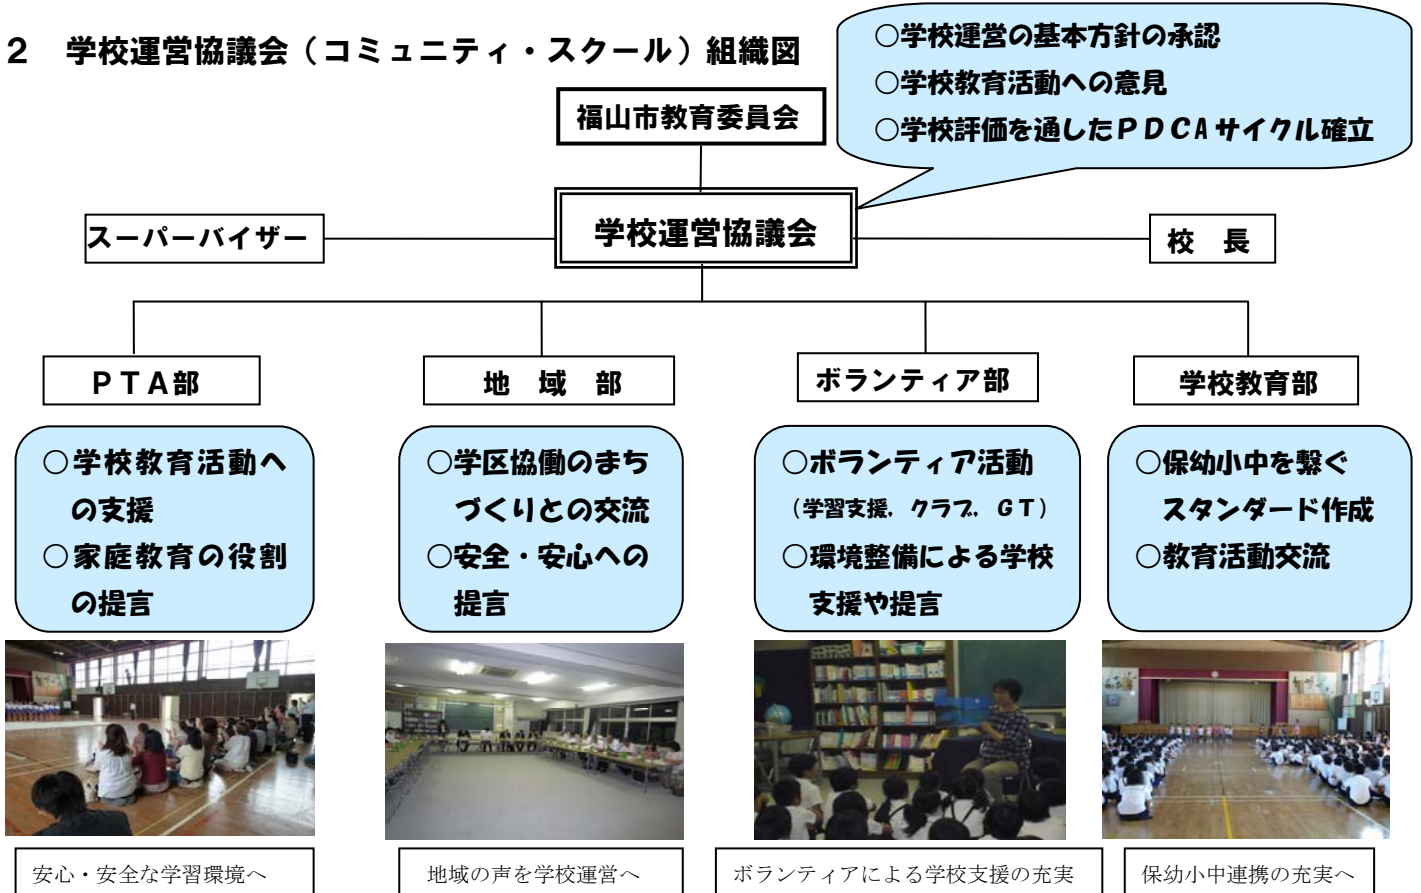 ２　学校運営協議会（コミュニティ・スクール）組織図
○学校運営の基本方針の承認
○学校教育活動への意見
○学校評価を通したＰＤＣＡサイクル確立
福山市教育委員会
スーパーバイザー
学校運営協議会
校　長
ＰＴＡ部
地　域　部
ボランティア部
学校教育部
○学校教育活動へ
の支援
○家庭教育の役割
の提言
○学区協働のまち
づくりとの交流
○安全・安心への
提言
○ボランティア活動
（学習支援，クラブ，ＧＴ）
○環境整備による学校
支援や提言
○保幼小中を繋ぐ
スタンダード作成
○教育活動交流
安心・安全な学習環境へ
地域の声を学校運営へ
ボランティアによる学校支援の充実
保幼小中連携の充実へ